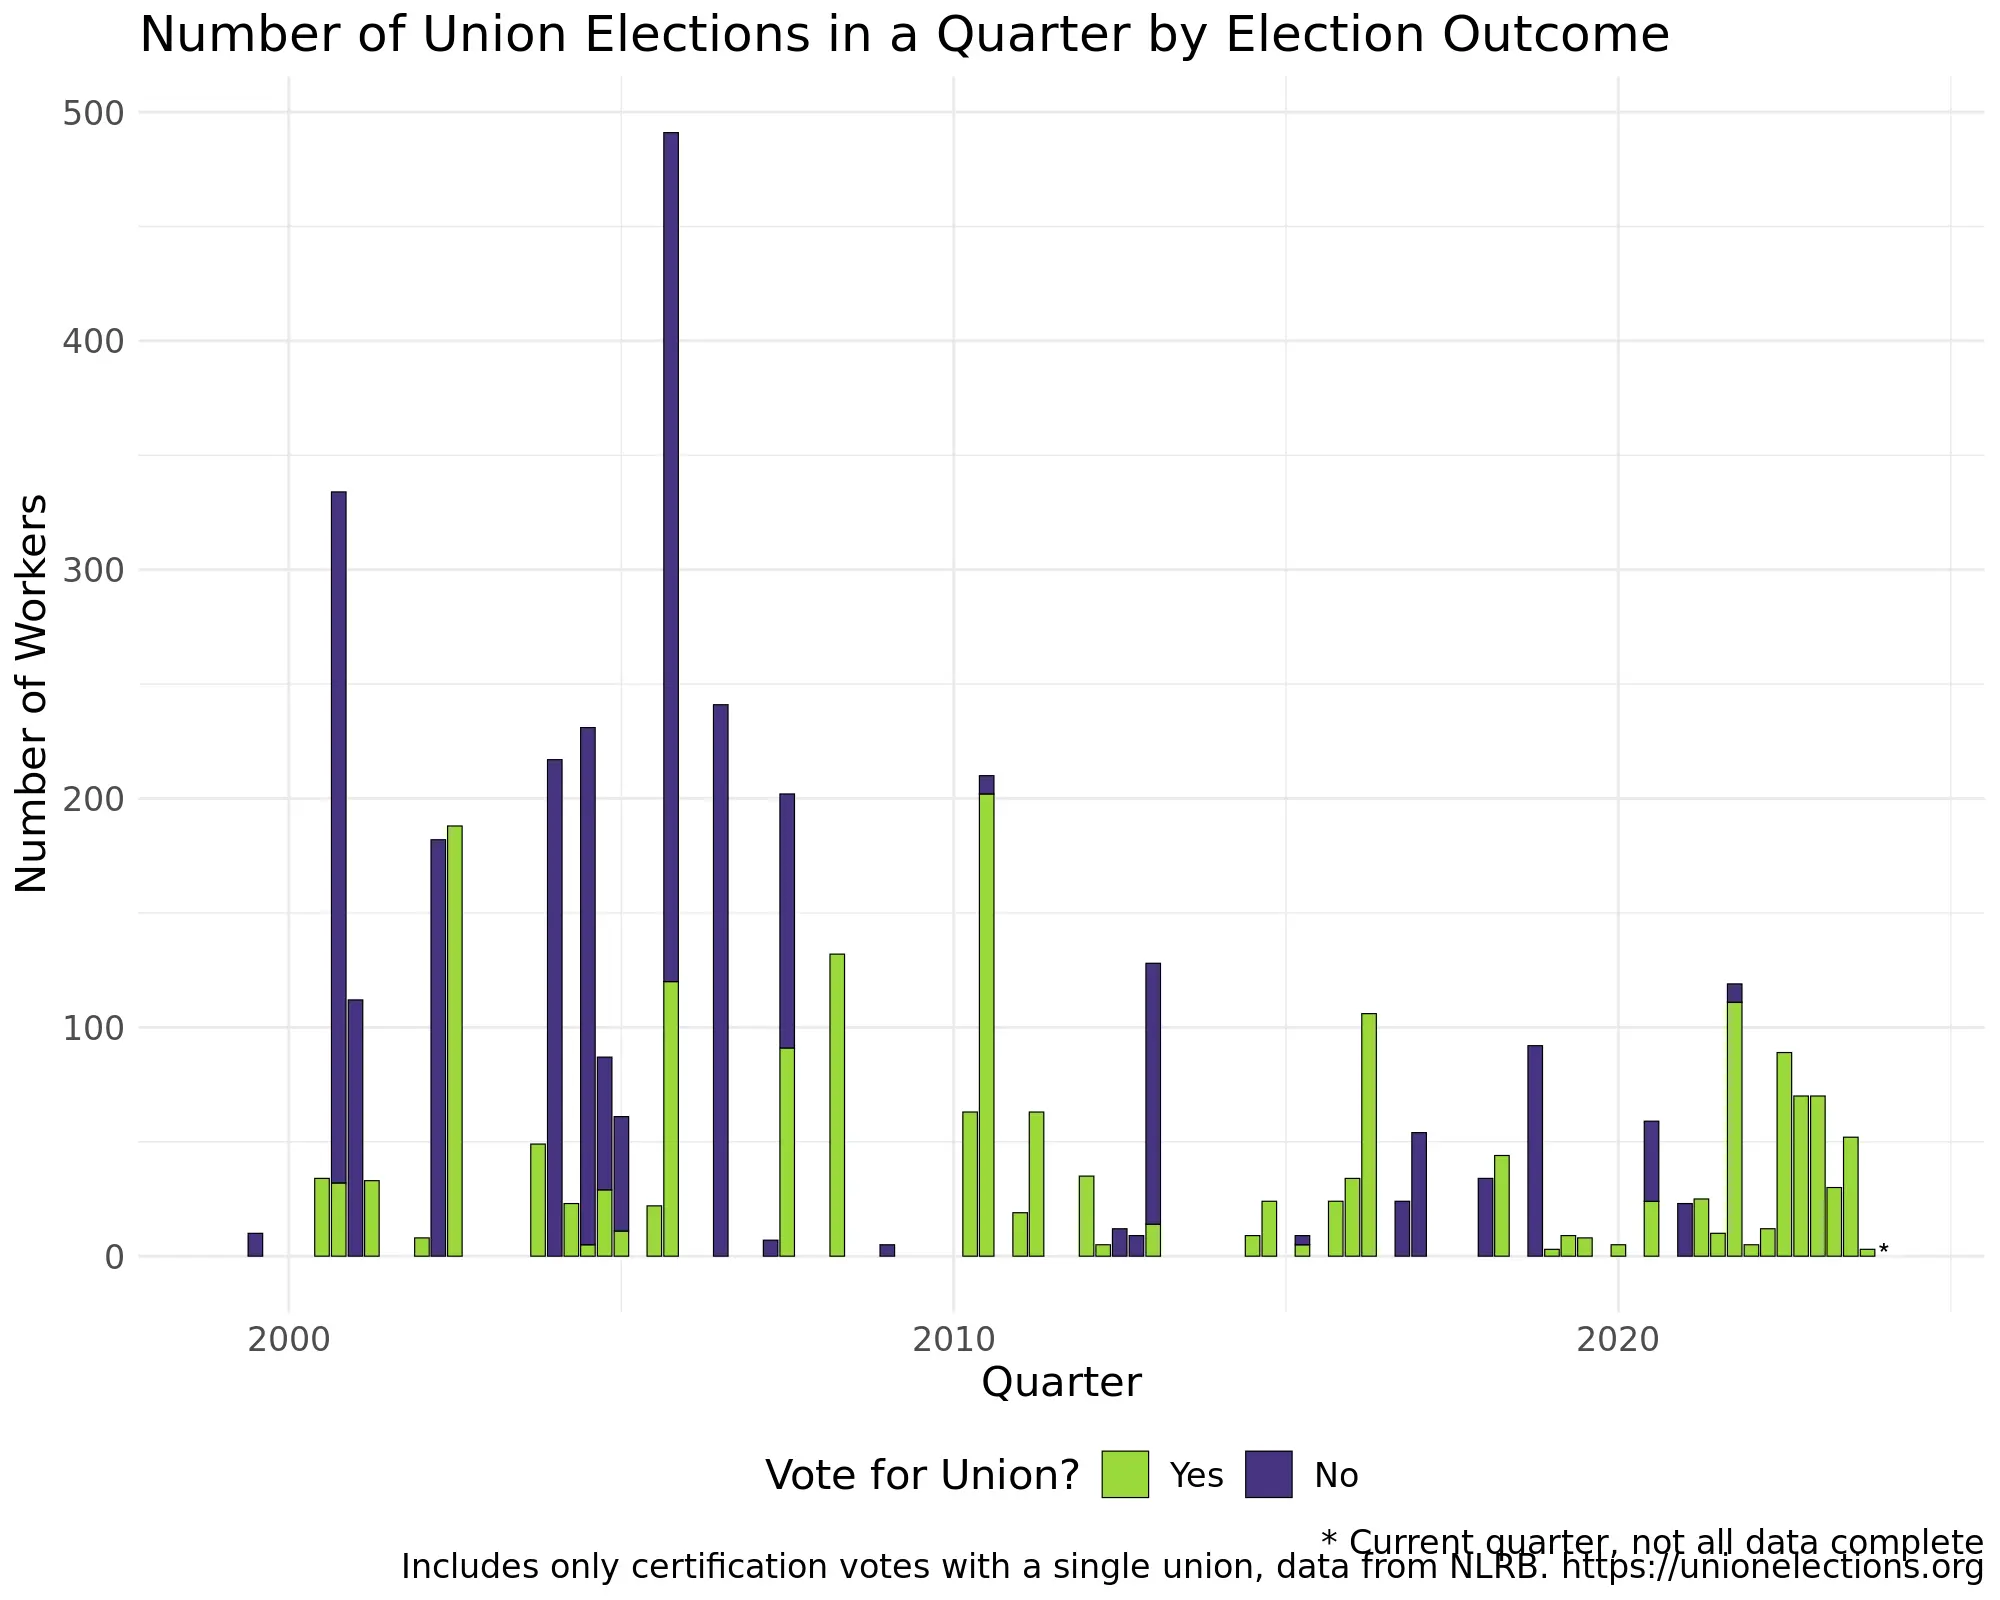 Number of Union Elections in a Quarter by Election Outcome
500
400
300
200
100
0
Number of Workers
*
2000 2010 2020
Quarter
Vote for Union? Yes No
* Current quarter, not all data complete
Includes only certification votes with a single union, data from NLRB. https://unionelections.org